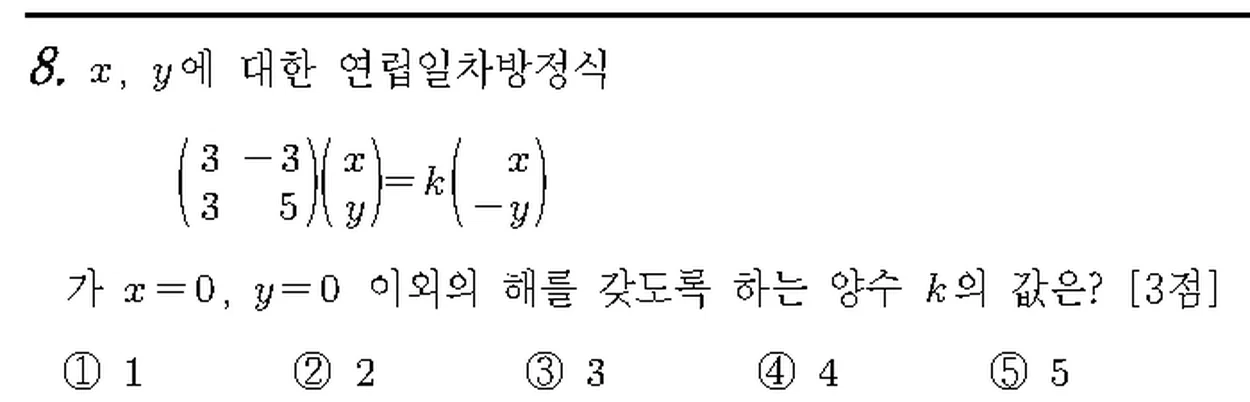 8. x, y에 대한 연립일차방정식
( 3 −3 ; 3 5 )( x ; y ) = k( x ; −y )
가 x=0, y=0 이외의 해를 갖도록 하는 양수 k의 값은? [3점]
① 1 ② 2 ③ 3 ④ 4 ⑤ 5